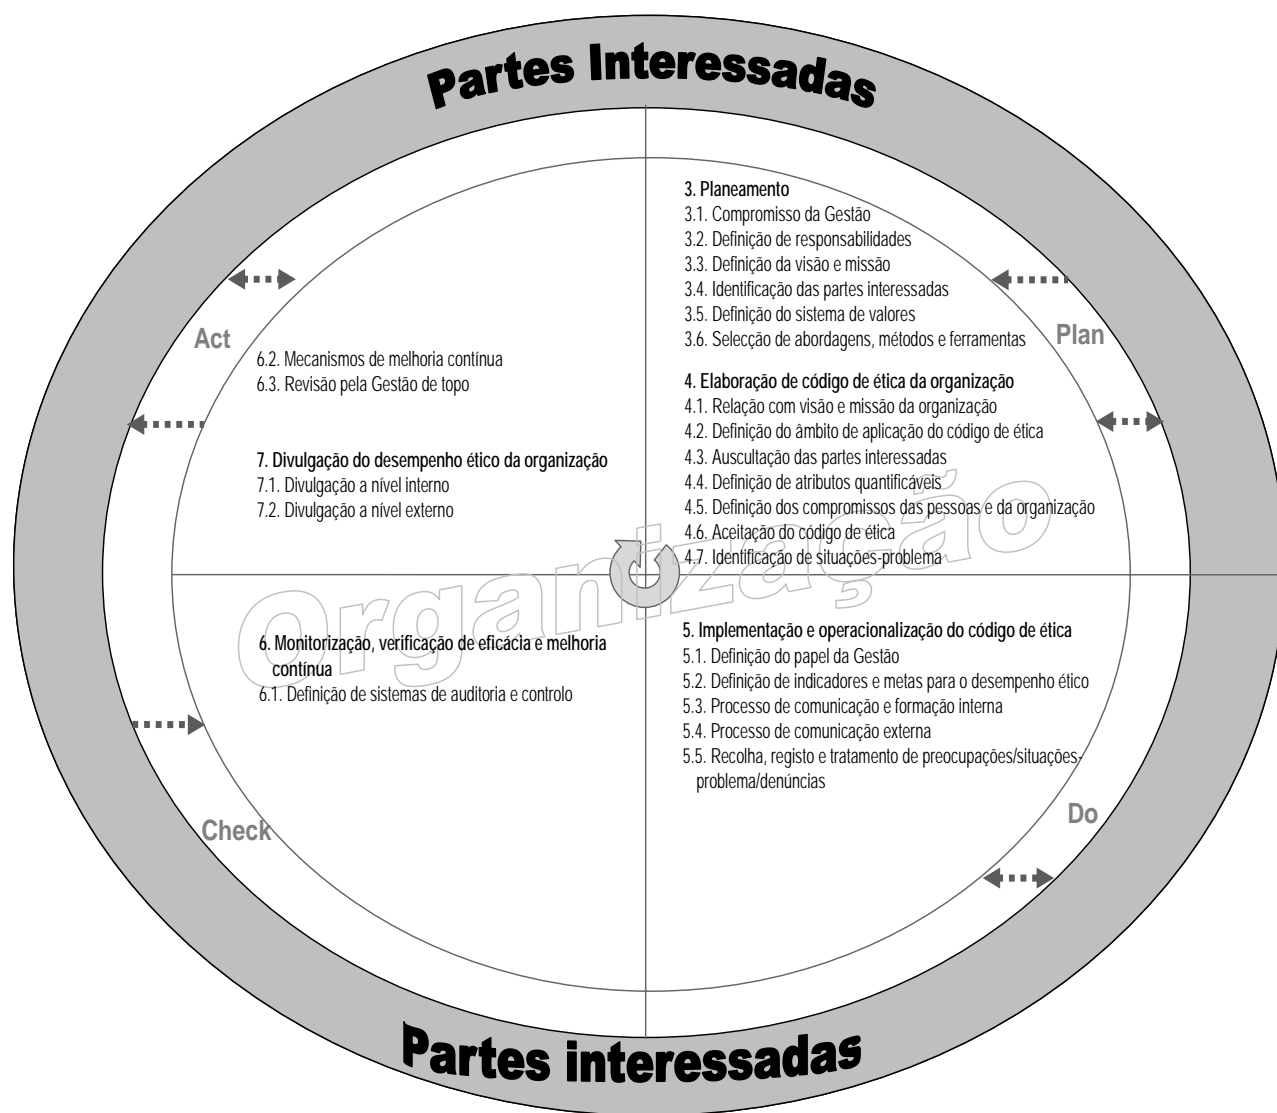 Partes Interessadas
3. Planeamento
3.1. Compromisso da Gestão
3.2. Definição de responsabilidades
3.3. Definição da visão e missão
3.4. Identificação das partes interessadas
3.5. Definição do sistema de valores
3.6. Selecção de abordagens, métodos e ferramentas
Plan
4. Elaboração de código de ética da organização
4.1. Relação com visão e missão da organização
4.2. Definição do âmbito de aplicação do código de ética
4.3. Auscultação das partes interessadas
4.4. Definição de atributos quantificáveis
4.5. Definição dos compromissos das pessoas e da organização
4.6. Aceitação do código de ética
4.7. Identificação de situações-problema
5. Implementação e operacionalização do código de ética
5.1. Definição do papel da Gestão
5.2. Definição de indicadores e metas para o desempenho ético
5.3. Processo de comunicação e formação interna
5.4. Processo de comunicação externa
5.5. Recolha, registo e tratamento de preocupações/situações-
problema/denúncias
Do
6. Monitorização, verificação de eficácia e melhoria
contínua
6.1. Definição de sistemas de auditoria e controlo
Check
Act
6.2. Mecanismos de melhoria contínua
6.3. Revisão pela Gestão de topo
7. Divulgação do desempenho ético da organização
7.1. Divulgação a nível interno
7.2. Divulgação a nível externo
Organização
Partes interessadas